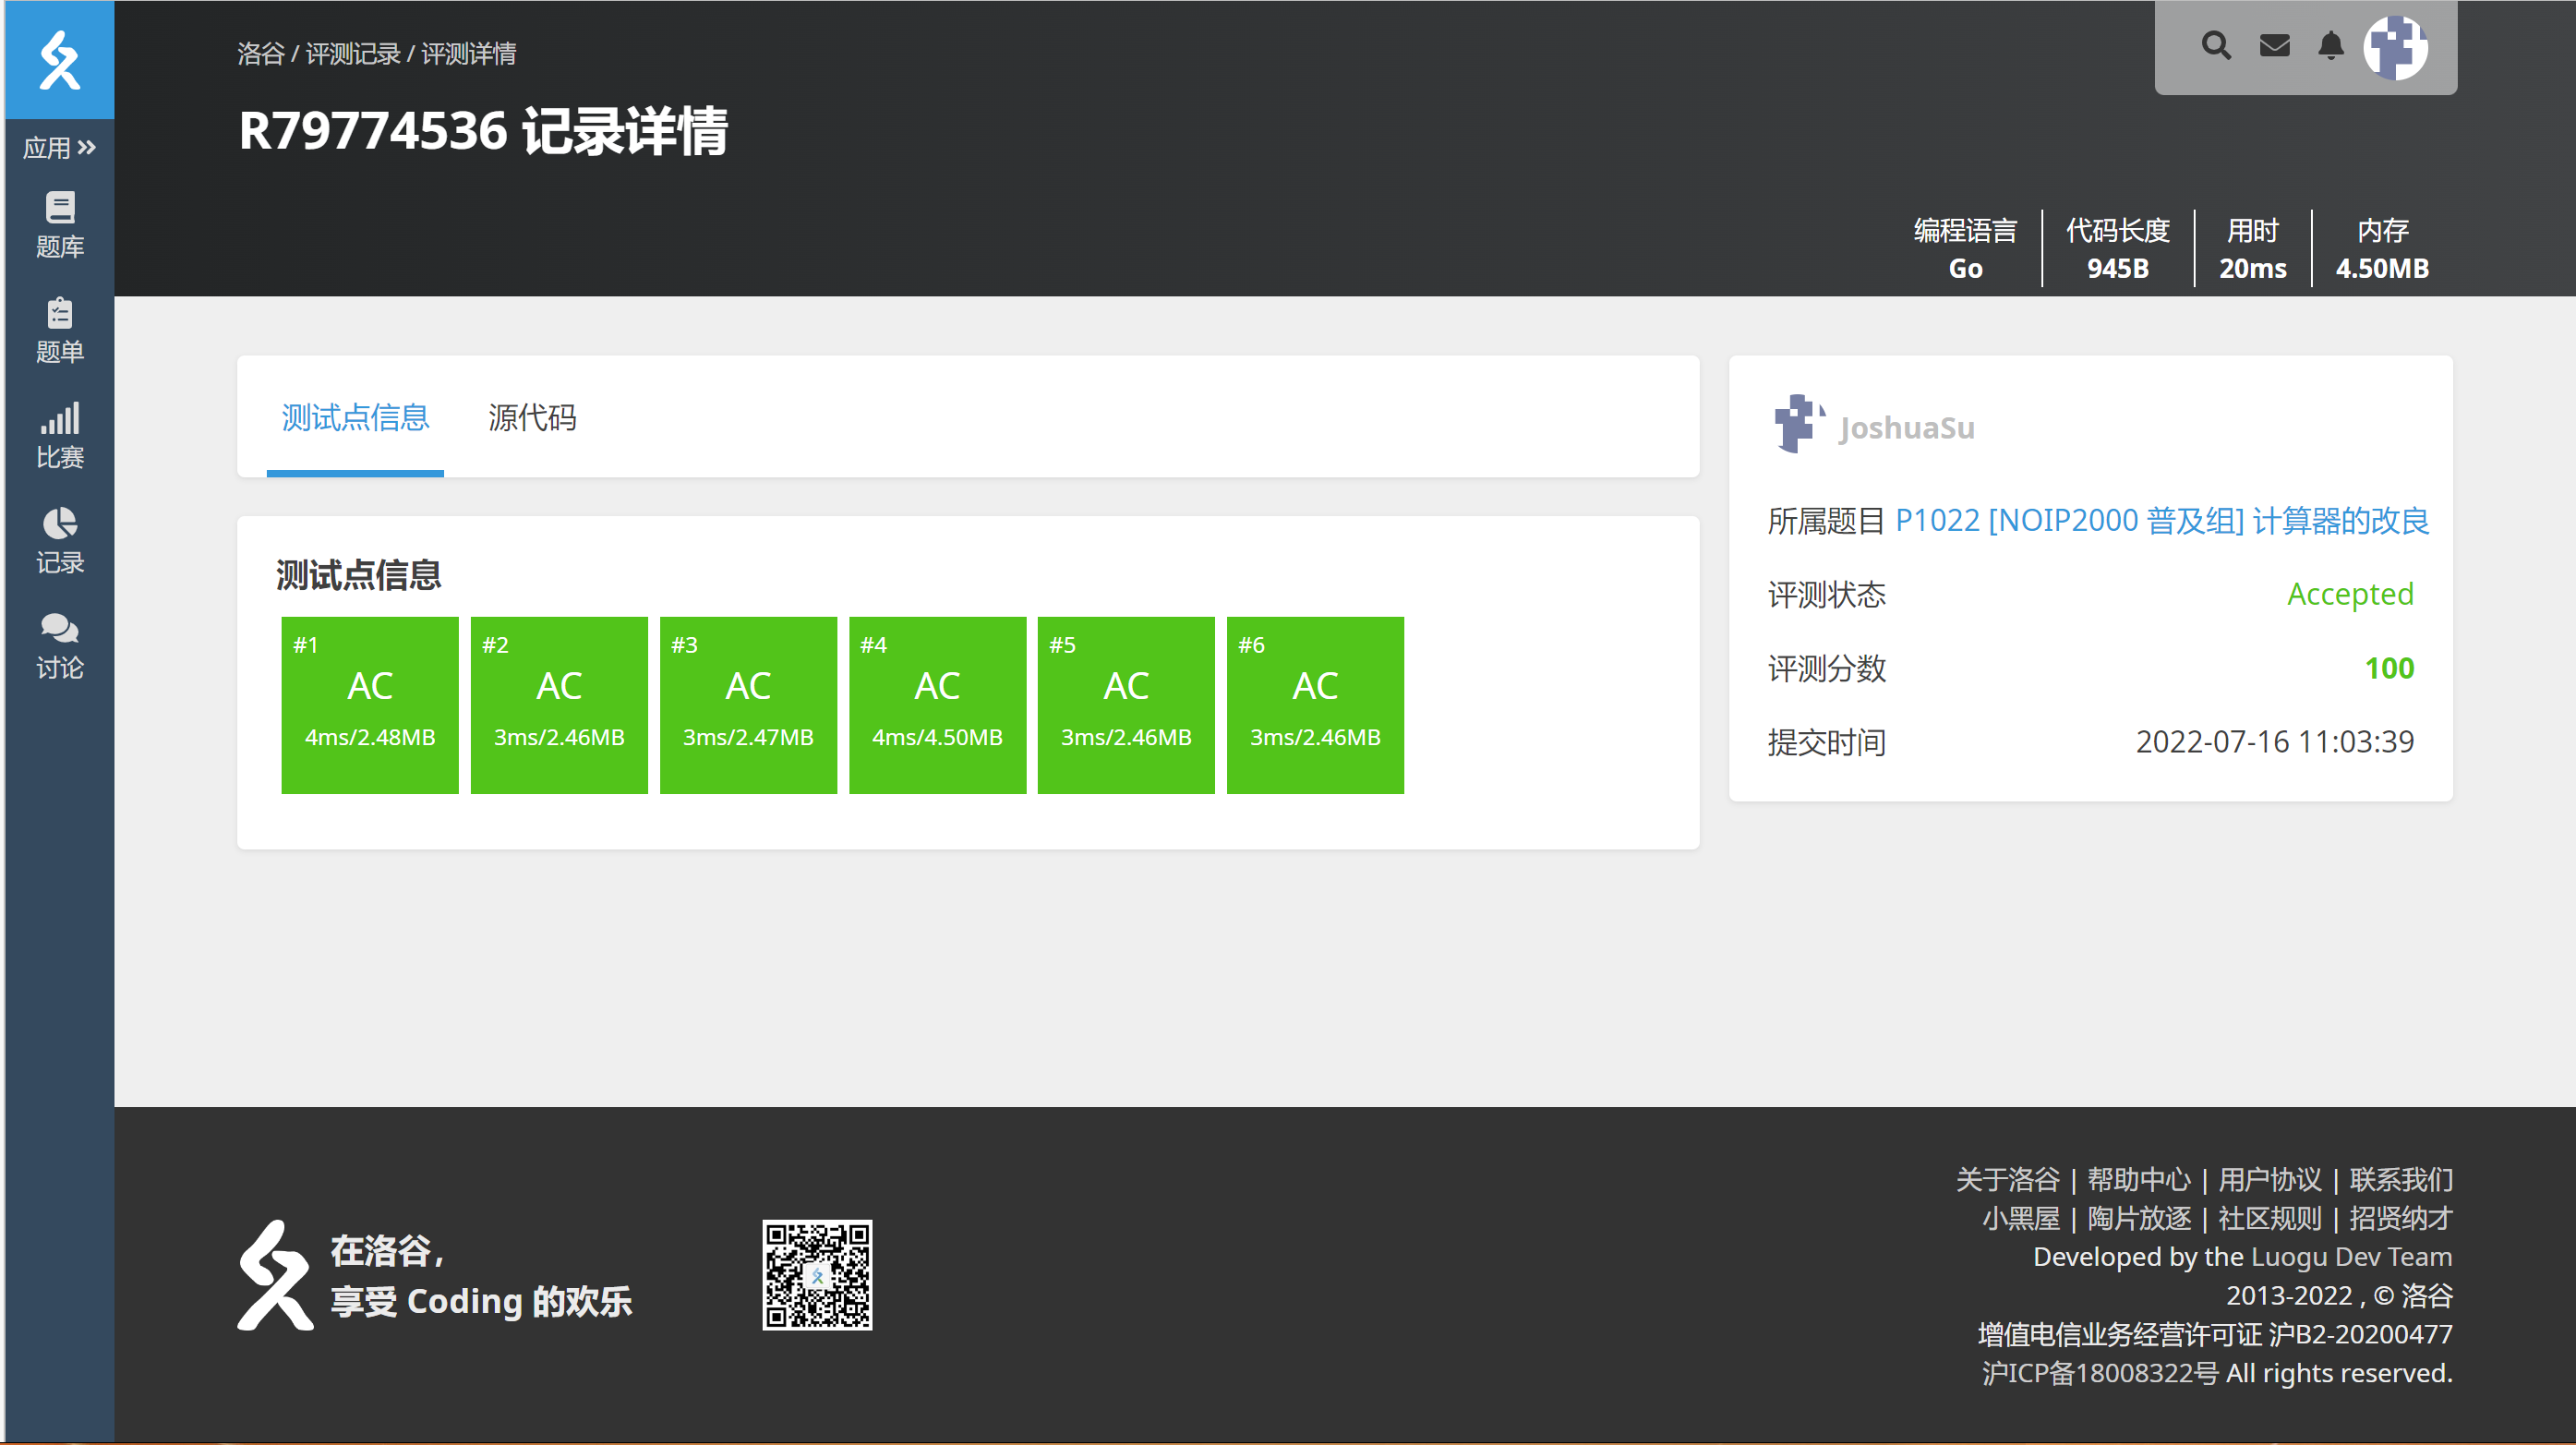 洛谷 / 评测记录 / 评测详情
R79774536 记录详情
应用
题库
题单
比赛
记录
讨论
编程语言 代码长度 用时 内存
Go 945B 20ms 4.50MB
测试点信息 源代码
测试点信息
#1 #2 #3 #4 #5 #6
AC AC AC AC AC AC
4ms/2.48MB 3ms/2.46MB 3ms/2.47MB 4ms/4.50MB 3ms/2.46MB 3ms/2.46MB
JoshuaSu
所属题目 P1022 [NOIP2000 普及组] 计算器的改良
评测状态 Accepted
评测分数 100
提交时间 2022-07-16 11:03:39
在洛谷,
享受 Coding 的欢乐
关于洛谷 | 帮助中心 | 用户协议 | 联系我们
小黑屋 | 陶片放逐 | 社区规则 | 招贤纳才
Developed by the Luogu Dev Team
2013-2022 , © 洛谷
增值电信业务经营许可证 沪B2-20200477
沪ICP备18008322号 All rights reserved.